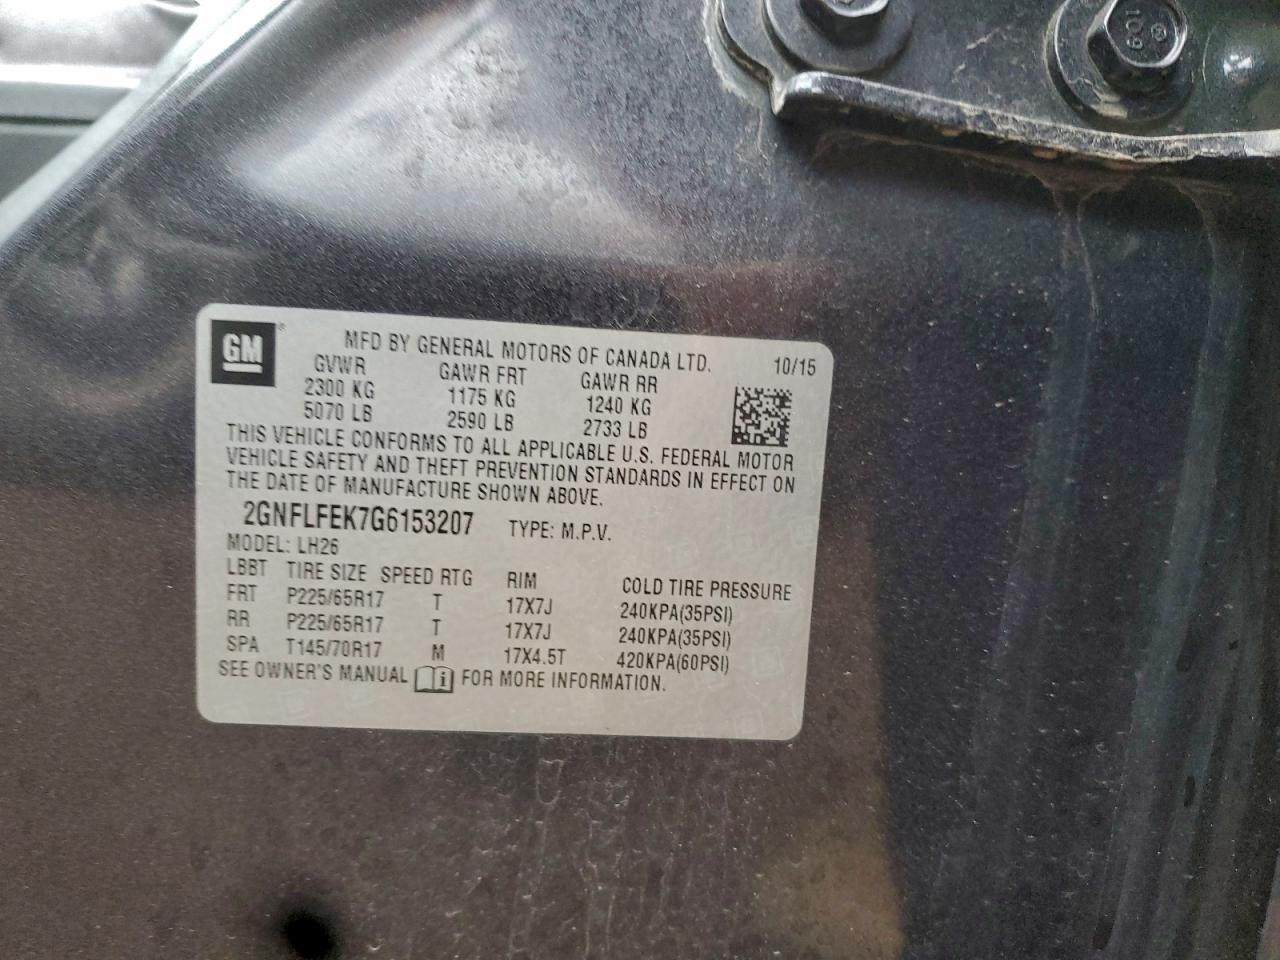 109
GM
MFD BY GENERAL MOTORS OF CANADA LTD. 10/15
GVWR GAWR FRT GAWR RR
2300 KG 1175 KG 1240 KG
5070 LB 2590 LB 2733 LB
THIS VEHICLE CONFORMS TO ALL APPLICABLE U.S. FEDERAL MOTOR
VEHICLE SAFETY AND THEFT PREVENTION STANDARDS IN EFFECT ON
THE DATE OF MANUFACTURE SHOWN ABOVE.
2GNFLFEK7G6153207 TYPE: M.P.V.
MODEL: LH26
LBBT TIRE SIZE SPEED RTG RIM COLD TIRE PRESSURE
FRT P225/65R17 T 17X7J 240KPA(35PSI)
RR P225/65R17 T 17X7J 240KPA(35PSI)
SPA T145/70R17 M 17X4.5T 420KPA(60PSI)
SEE OWNER'S MANUAL i FOR MORE INFORMATION.